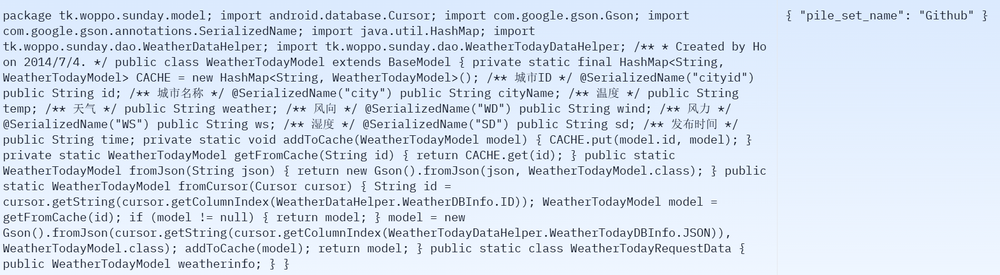 package tk.woppo.sunday.model; import android.database.Cursor; import com.google.gson.Gson; import
com.google.gson.annotations.SerializedName; import java.util.HashMap; import
tk.woppo.sunday.dao.WeatherDataHelper; import tk.woppo.sunday.dao.WeatherTodayDataHelper; /** * Created by Ho
on 2014/7/4. */ public class WeatherTodayModel extends BaseModel { private static final HashMap<String,
WeatherTodayModel> CACHE = new HashMap<String, WeatherTodayModel>(); /** 城市ID */ @SerializedName("cityid")
public String id; /** 城市名称 */ @SerializedName("city") public String cityName; /** 温度 */ public String
temp; /** 天气 */ public String weather; /** 风向 */ @SerializedName("WD") public String wind; /** 风力 */
@SerializedName("WS") public String ws; /** 湿度 */ @SerializedName("SD") public String sd; /** 发布时间 */
public String time; private static void addToCache(WeatherTodayModel model) { CACHE.put(model.id, model); }
private static WeatherTodayModel getFromCache(String id) { return CACHE.get(id); } public static
WeatherTodayModel fromJson(String json) { return new Gson().fromJson(json, WeatherTodayModel.class); } public
static WeatherTodayModel fromCursor(Cursor cursor) { String id =
cursor.getString(cursor.getColumnIndex(WeatherDataHelper.WeatherDBInfo.ID)); WeatherTodayModel model =
getFromCache(id); if (model != null) { return model; } model = new
Gson().fromJson(cursor.getString(cursor.getColumnIndex(WeatherTodayDataHelper.WeatherTodayDBInfo.JSON)),
WeatherTodayModel.class); addToCache(model); return model; } public static class WeatherTodayRequestData {
public WeatherTodayModel weatherinfo; } }
{ "pile_set_name": "Github" }